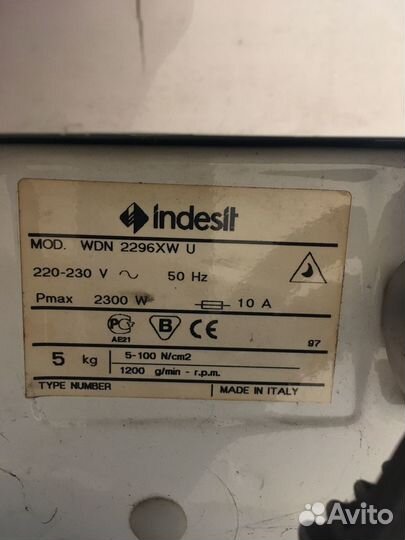 indesit
MOD. WDN 2296XW U
220-230 V ~ 50 Hz
Pmax 2300 W 10 A
PC AE21 B CE 97
5 kg 5-100 N/cm2
1200 g/min - r.p.m.
TYPE NUMBER MADE IN ITALY
Avito